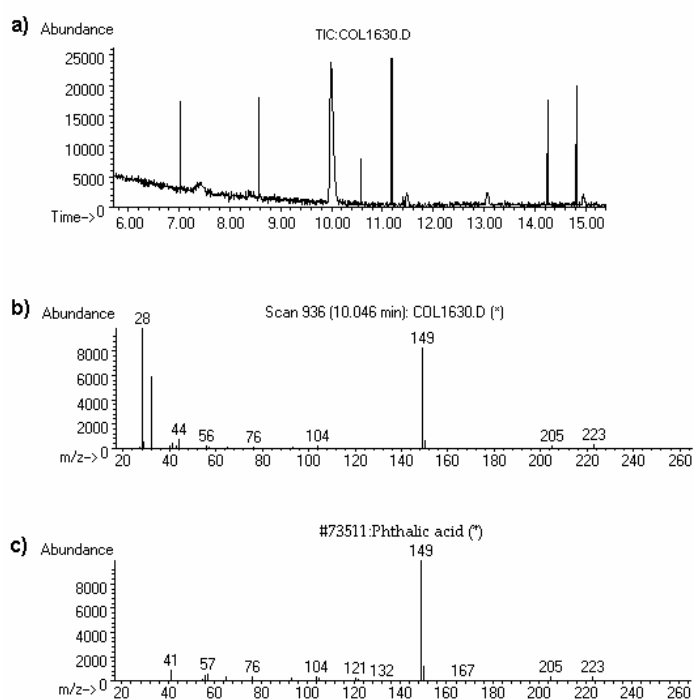 a) Abundance
TIC:COL1630.D
25000
20000
15000
10000
5000
0
Time-->
6.00 7.00 8.00 9.00 10.00 11.00 12.00 13.00 14.00 15.00
b) Abundance
Scan 936 (10.046 min): COL1630.D (*)
28
149
8000
6000
4000
2000
44 56 76 104 205 223
0
m/z-->
20 40 60 80 100 120 140 160 180 200 220 240 260
c) Abundance
#73511:Phthalic acid (*)
149
8000
6000
4000
2000
41 57 76 104 121 132 167 205 223
0
m/z-->
20 40 60 80 100 120 140 160 180 200 220 240 260